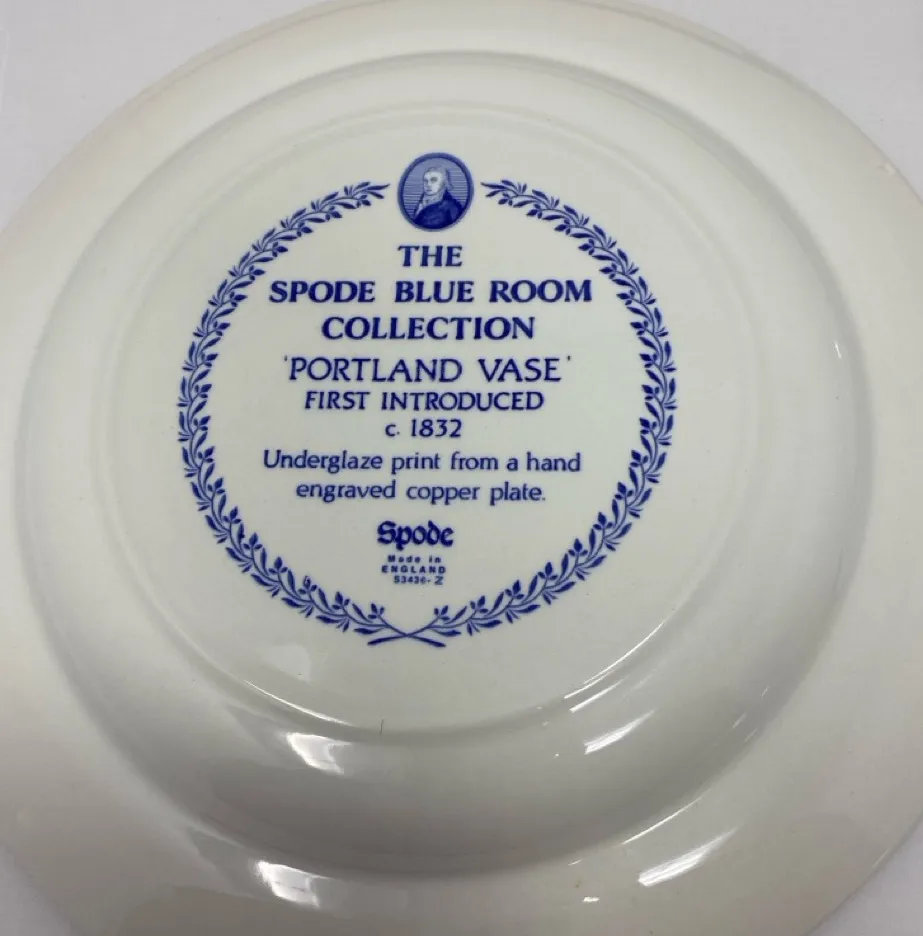 THE
SPODE BLUE ROOM
COLLECTION
'PORTLAND VASE'
FIRST INTRODUCED
c. 1832
Underglaze print from a hand
engraved copper plate.
Spode
Made in
ENGLAND
S3436-Z